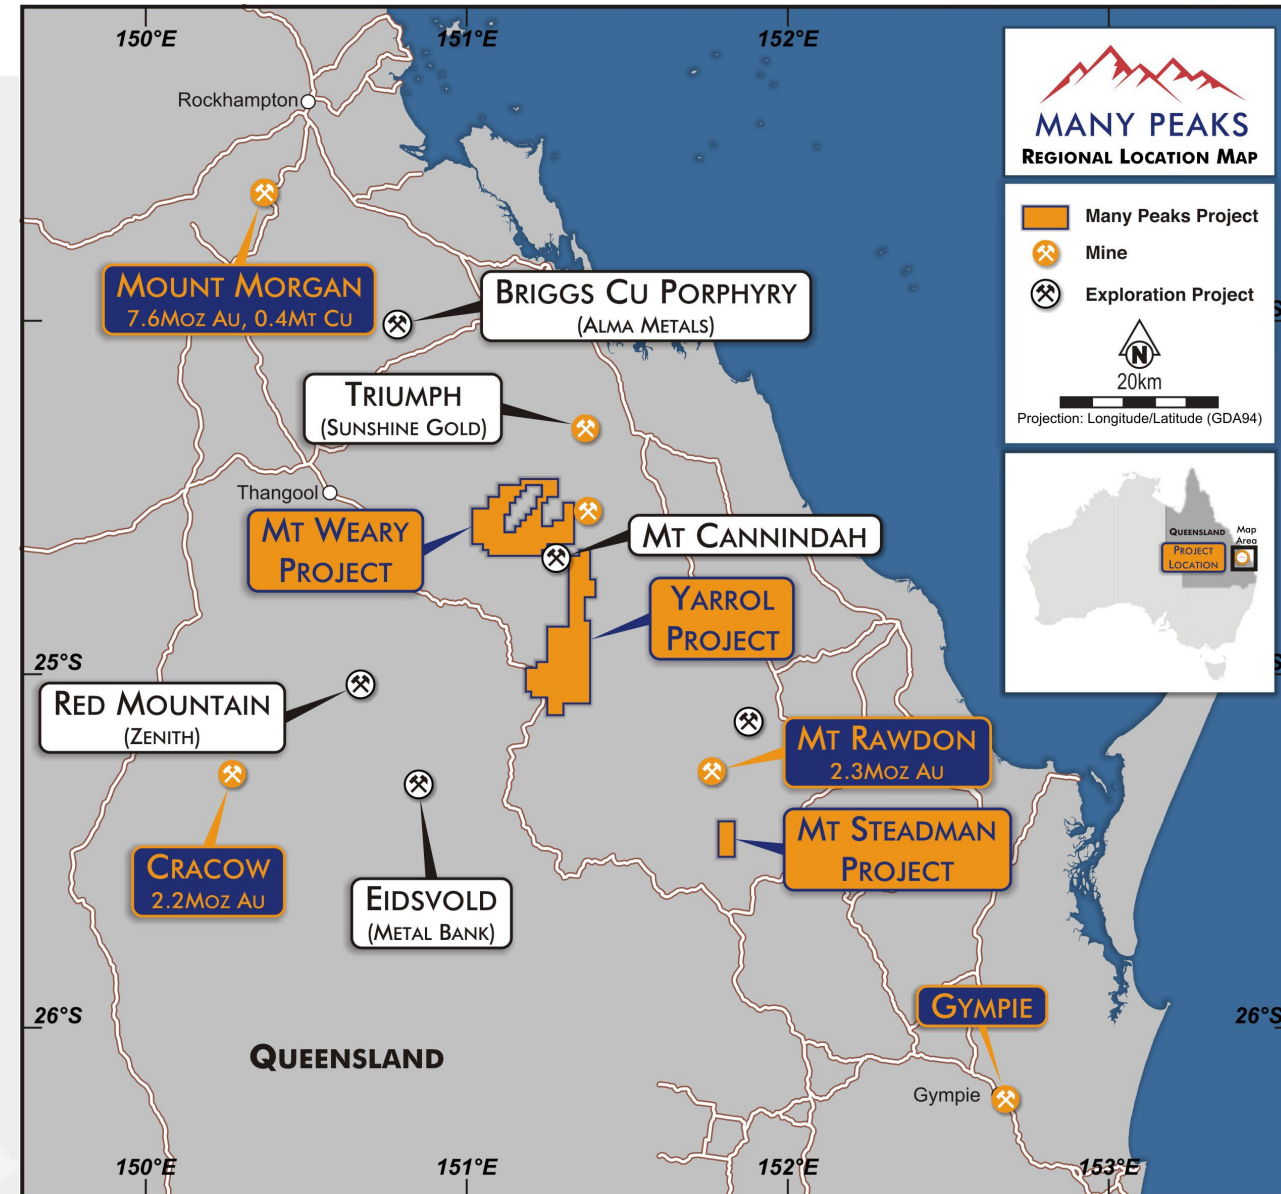 150°E
151°E
152°E
MANY PEAKS
REGIONAL LOCATION MAP
Rockhampton
Many Peaks Project
Mine
Exploration Project
N
20km
Projection: Longitude/Latitude (GDA94)
MOUNT MORGAN
7.6MOZ AU, 0.4MT CU
BRIGGS CU PORPHYRY
(ALMA METALS)
TRIUMPH
(SUNSHINE GOLD)
Thangool
MT WEARY
PROJECT
MT CANNINDAH
QUEENSLAND
Map
Area
PROJECT
LOCATION
YARROL
PROJECT
25°S
RED MOUNTAIN
(ZENITH)
MT RAWDON
2.3MOZ AU
MT STEADMAN
PROJECT
CRACOW
2.2MOZ AU
EIDSVOLD
(METAL BANK)
GYMPIE
26°S
26°S
QUEENSLAND
Gympie
150°E
151°E
152°E
153°E